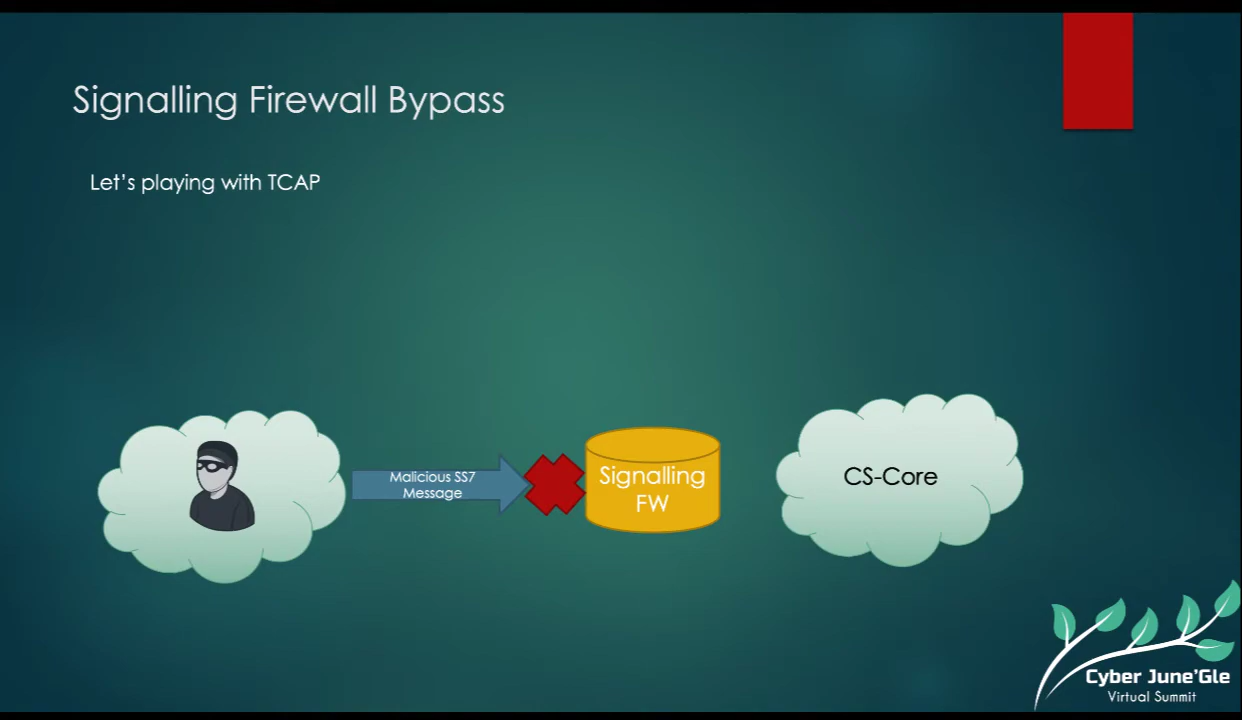 Signalling Firewall Bypass
Let's playing with TCAP
Malicious SS7
Message
Signalling
FW
CS-Core
Cyber June'Gle
Virtual Summit